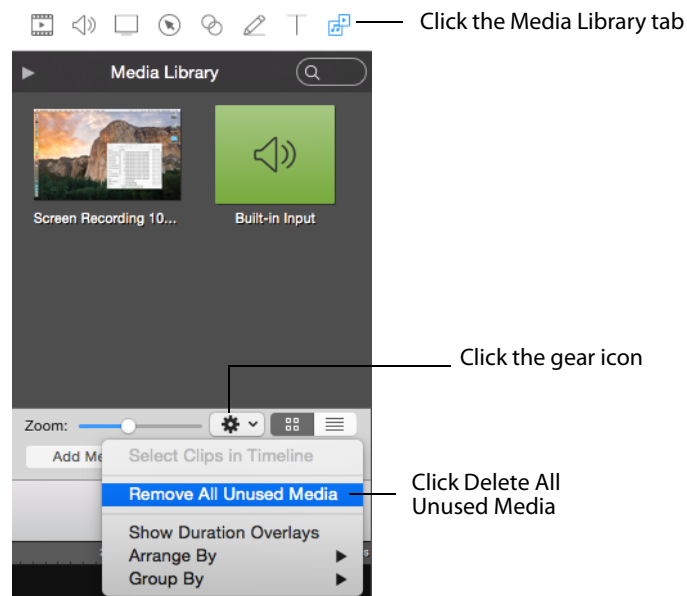 Click the Media Library tab
Media Library
Screen Recording 10...
Built-in Input
Click the gear icon
Zoom:
Add Me
Select Clips in Timeline
Remove All Unused Media
Click Delete All
Unused Media
Show Duration Overlays
Arrange By
Group By